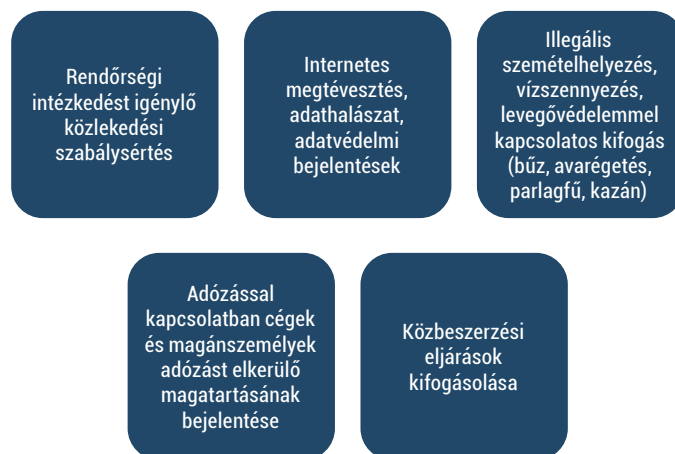 Rendőrségi
intézkedést igénylő
közlekedési
szabálysértés
Internetes
megtévesztés,
adathalászat,
adatvédelmi
bejelentések
Illegális
szemételhelyezés,
vízszennyezés,
levegővédelemmel
kapcsolatos kifogás
(bűz, avarégetés,
parlagfű, kazán)
Adózással
kapcsolatban cégek
és magánszemélyek
adózást elkerülő
magatartásának
bejelentése
Közbeszerzési
eljárások
kifogásolása